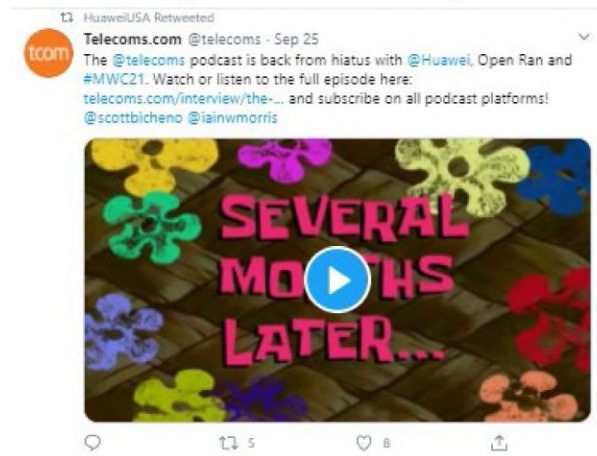 HuaweiUSA Retweeted
tcom
Telecoms.com @telecoms · Sep 25
The @telecoms podcast is back from hiatus with @Huawei, Open Ran and
#MWC21. Watch or listen to the full episode here:
telecoms.com/interview/the-... and subscribe on all podcast platforms!
@scottbicheno @iainwmorris
SEVERAL
MONTHS
LATER...
5
8